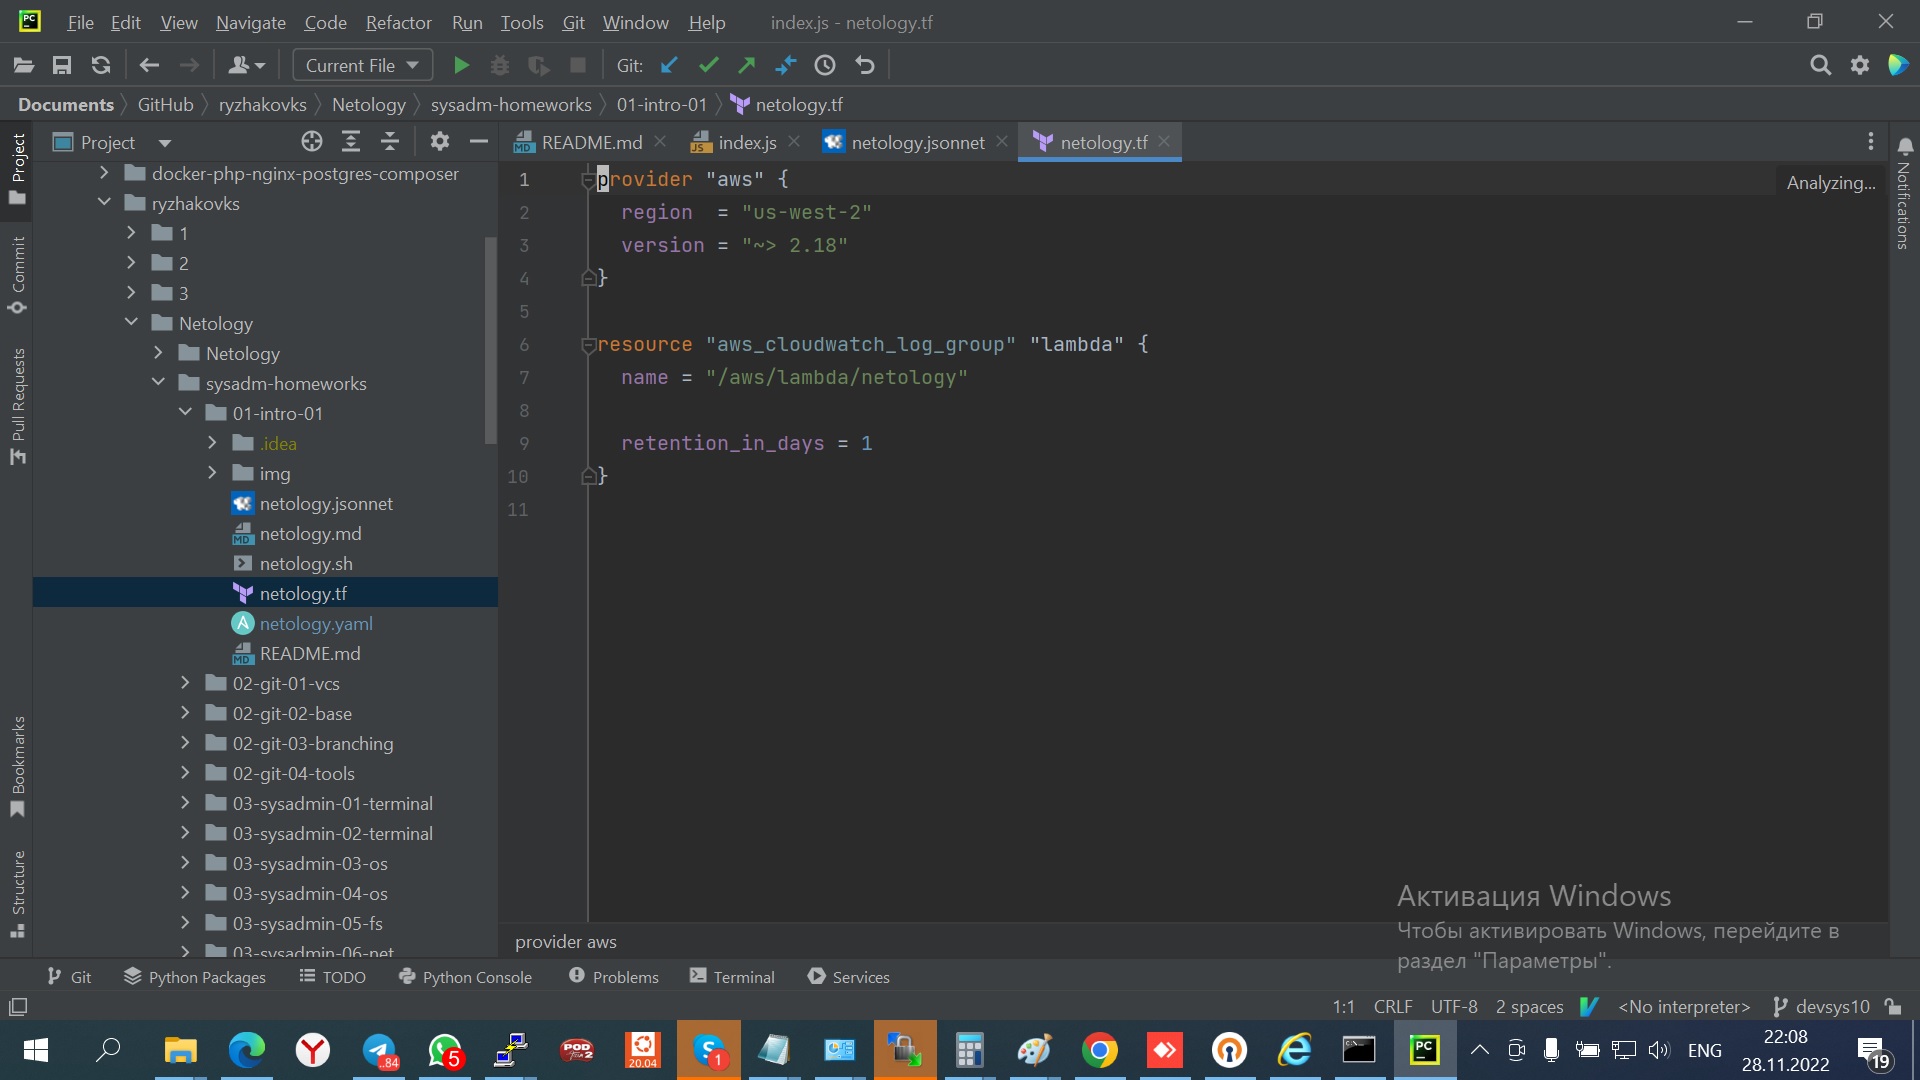 File Edit View Navigate Code Refactor Run Tools Git Window Help index.js - netology.tf
Current File Git:
Documents GitHub ryzhakovks Netology sysadm-homeworks 01-intro-01 netology.tf
Project
README.md index.js netology.jsonnet netology.tf
Project
Commit
Pull Requests
Bookmarks
Structure
docker-php-nginx-postgres-composer
ryzhakovks
1
2
3
Netology
Netology
sysadm-homeworks
01-intro-01
.idea
img
netology.jsonnet
netology.md
netology.sh
netology.tf
netology.yaml
README.md
02-git-01-vcs
02-git-02-base
02-git-03-branching
02-git-04-tools
03-sysadmin-01-terminal
03-sysadmin-02-terminal
03-sysadmin-03-os
03-sysadmin-04-os
03-sysadmin-05-fs
03-sysadmin-06-net
1 provider "aws" {
2 region = "us-west-2"
3 version = "~> 2.18"
4 }
5
6 resource "aws_cloudwatch_log_group" "lambda" {
7 name = "/aws/lambda/netology"
8
9 retention_in_days = 1
10 }
11
Analyzing...
Notifications
provider aws
Активация Windows
Чтобы активировать Windows, перейдите в
раздел "Параметры".
Git Python Packages TODO Python Console Problems Terminal Services
1:1 CRLF UTF-8 2 spaces <No interpreter> devsys10
..84 5 POD 20.04 1 PC ENG
22:08
28.11.2022
19